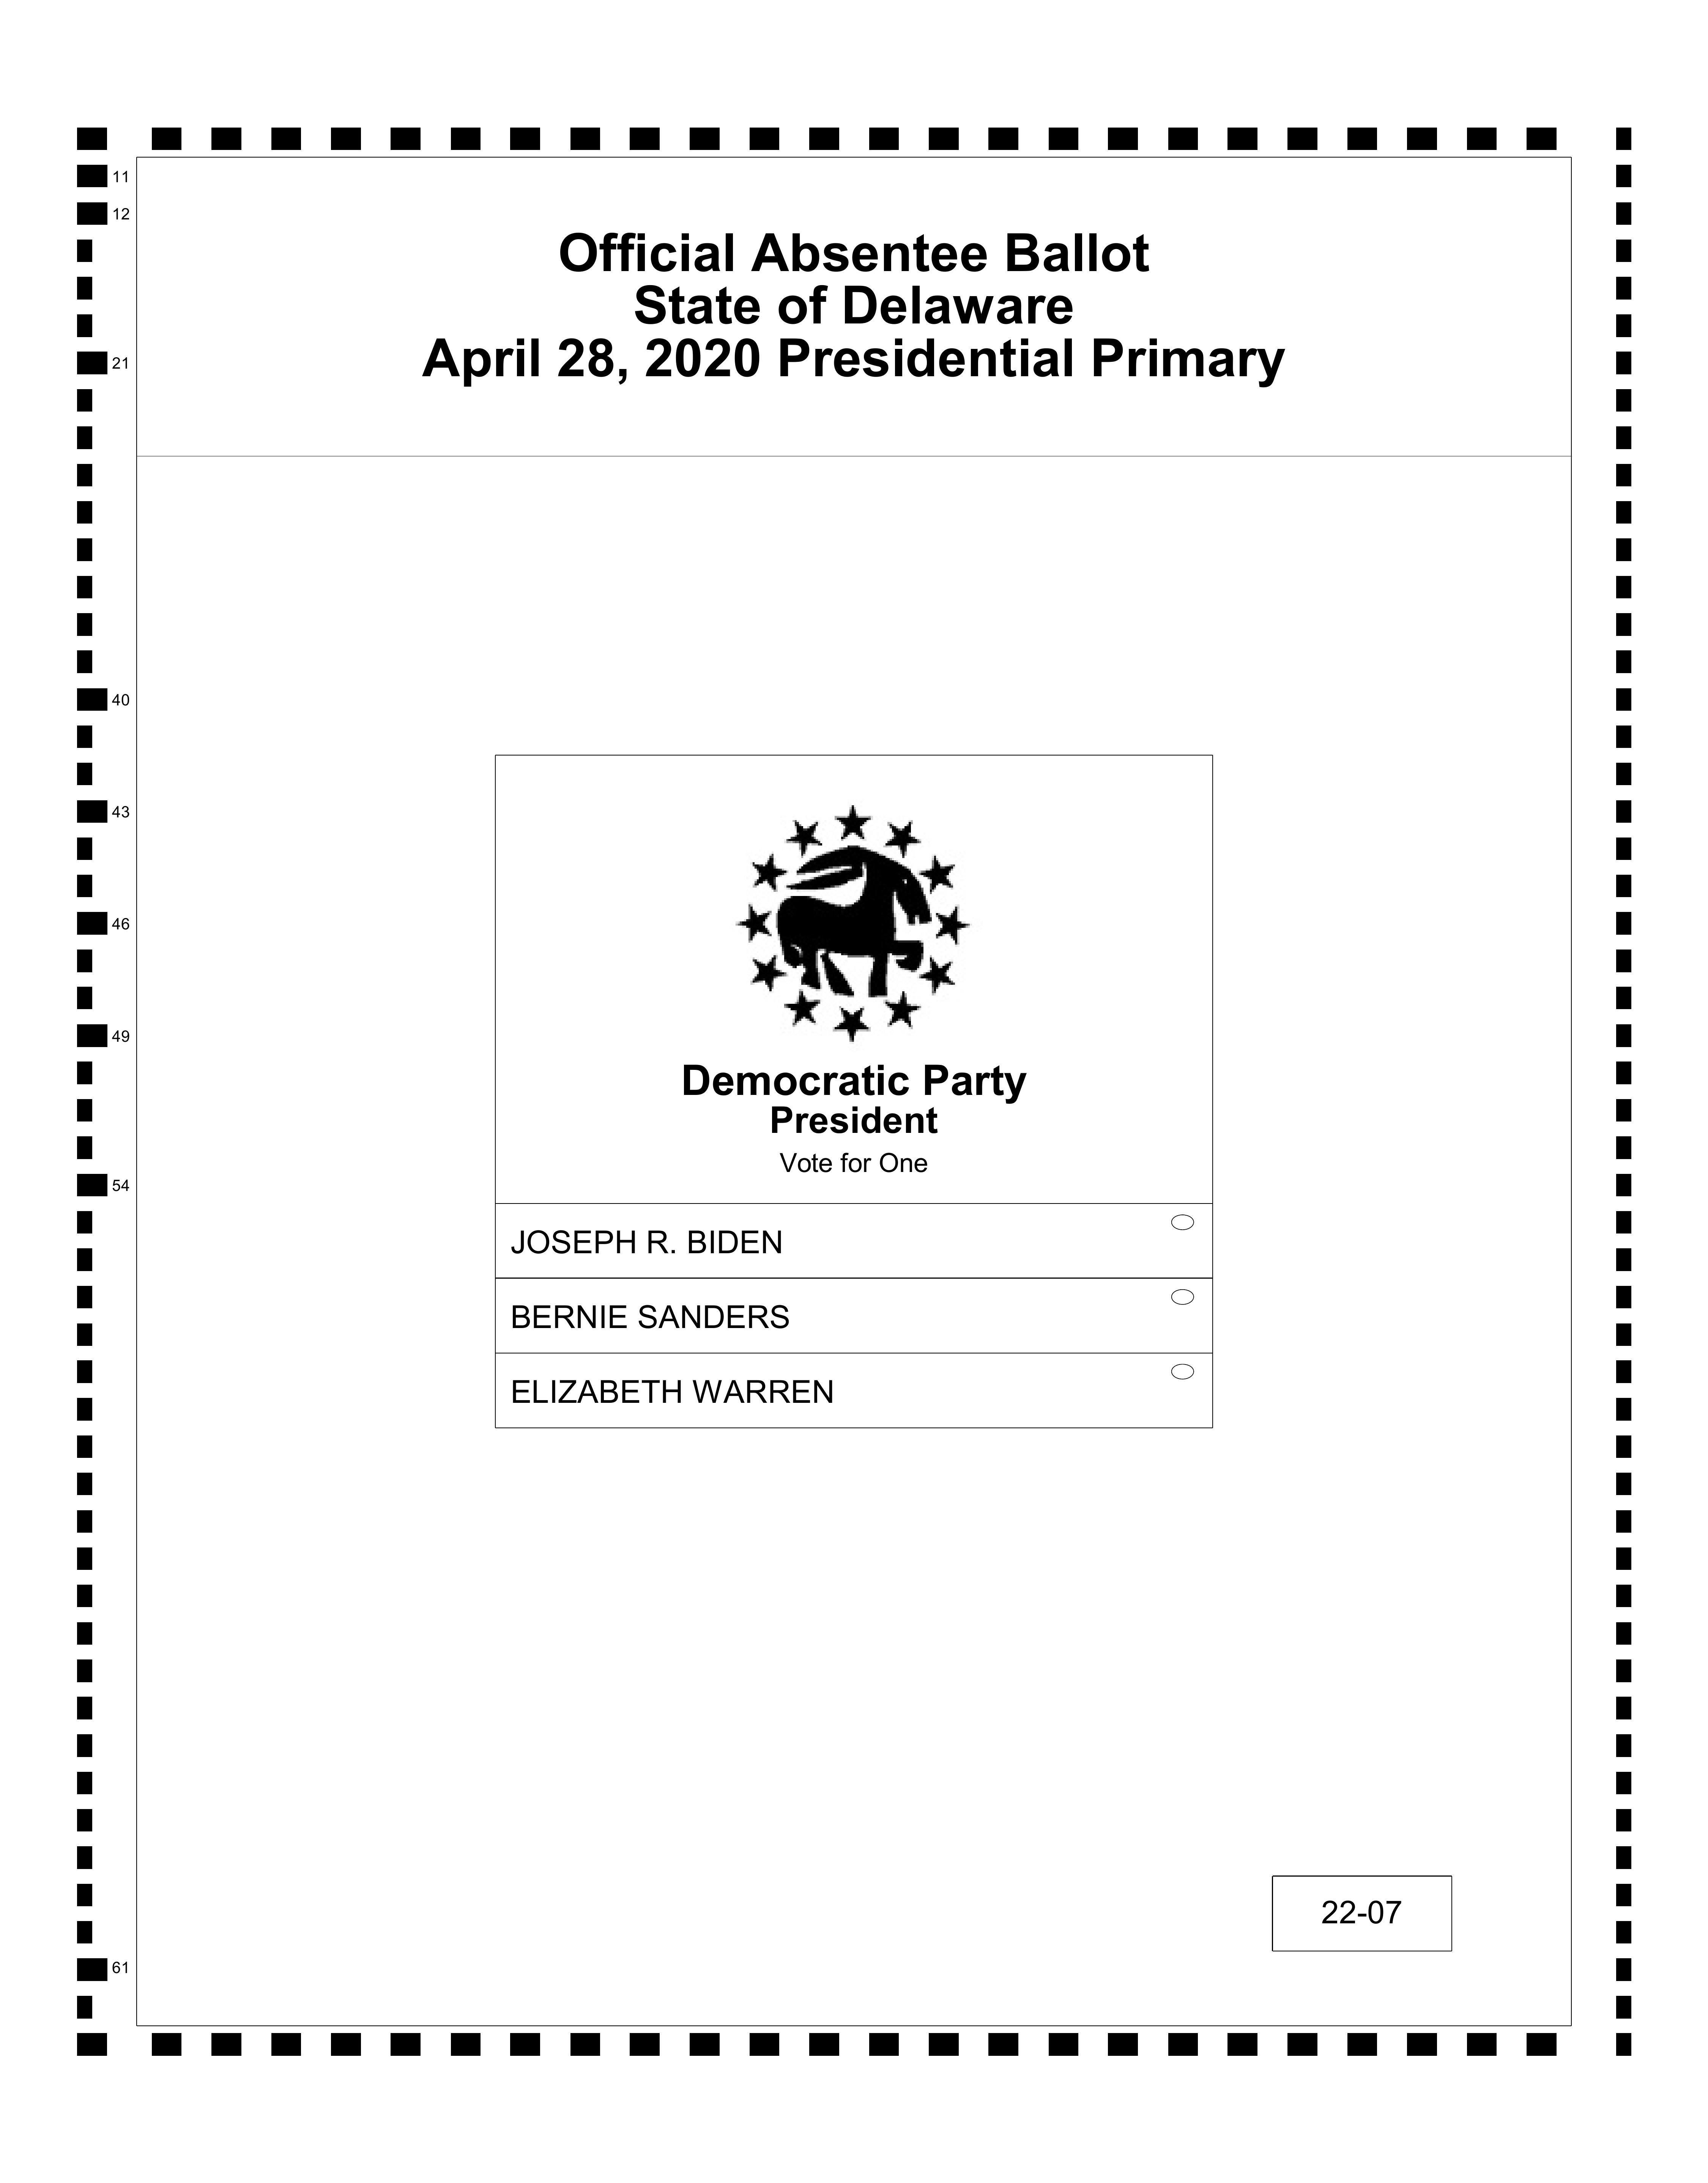 11
12
Official Absentee Ballot
State of Delaware
April 28, 2020 Presidential Primary
21
40
43
46
49
Democratic Party
President
Vote for One
54
JOSEPH R. BIDEN
BERNIE SANDERS
ELIZABETH WARREN
22-07
61